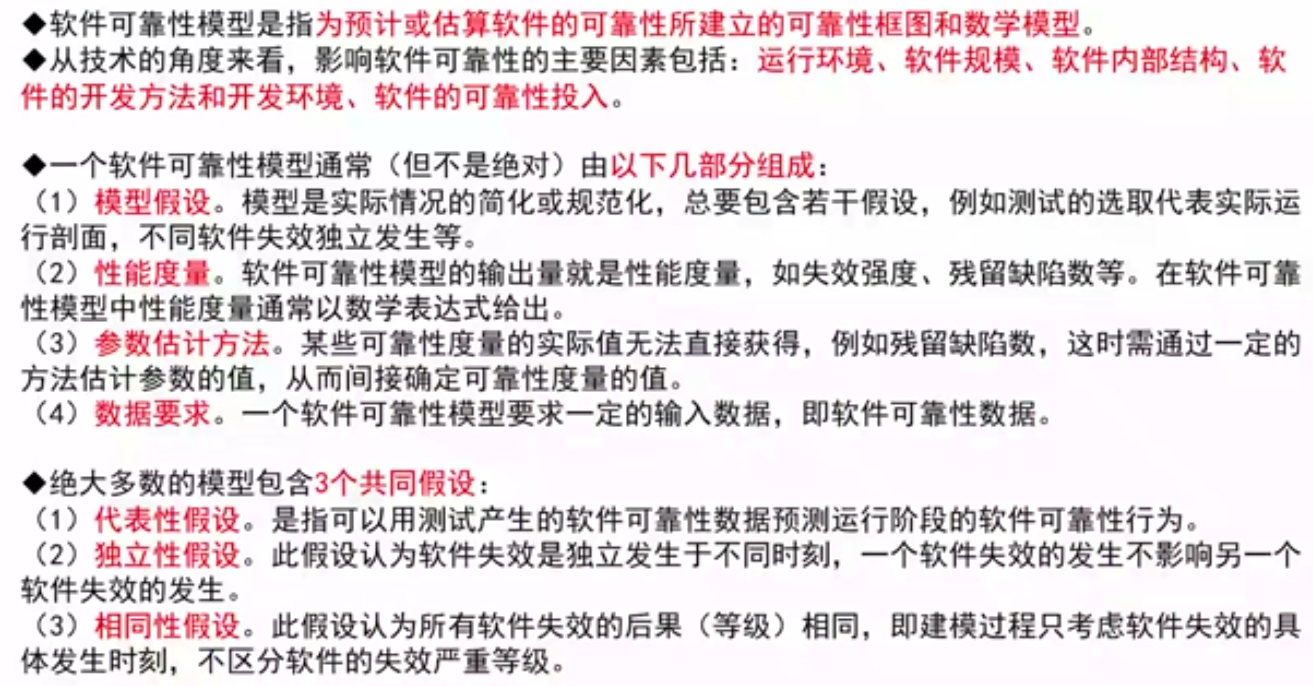 ◆软件可靠性模型是指为预计或估算软件的可靠性所建立的可靠性框图和数学模型。
◆从技术的角度来看，影响软件可靠性的主要因素包括：运行环境、软件规模、软件内部结构、软
件的开发方法和开发环境、软件的可靠性投入。
◆一个软件可靠性模型通常（但不是绝对）由以下几部分组成：
（1）模型假设。模型是实际情况的简化或规范化，总要包含若干假设，例如测试的选取代表实际运
行剖面，不同软件失效独立发生等。
（2）性能度量。软件可靠性模型的输出量就是性能度量，如失效强度、残留缺陷数等。在软件可靠
性模型中性能度量通常以数学表达式给出。
（3）参数估计方法。某些可靠性度量的实际值无法直接获得，例如残留缺陷数，这时需通过一定的
方法估计参数的值，从而间接确定可靠性度量的值。
（4）数据要求。一个软件可靠性模型要求一定的输入数据，即软件可靠性数据。
◆绝大多数的模型包含3个共同假设：
（1）代表性假设。是指可以用测试产生的软件可靠性数据预测运行阶段的软件可靠性行为。
（2）独立性假设。此假设认为软件失效是独立发生于不同时刻，一个软件失效的发生不影响另一个
软件失效的发生。
（3）相同性假设。此假设认为所有软件失效的后果（等级）相同，即建模过程只考虑软件失效的具
体发生时刻，不区分软件的失效严重等级。